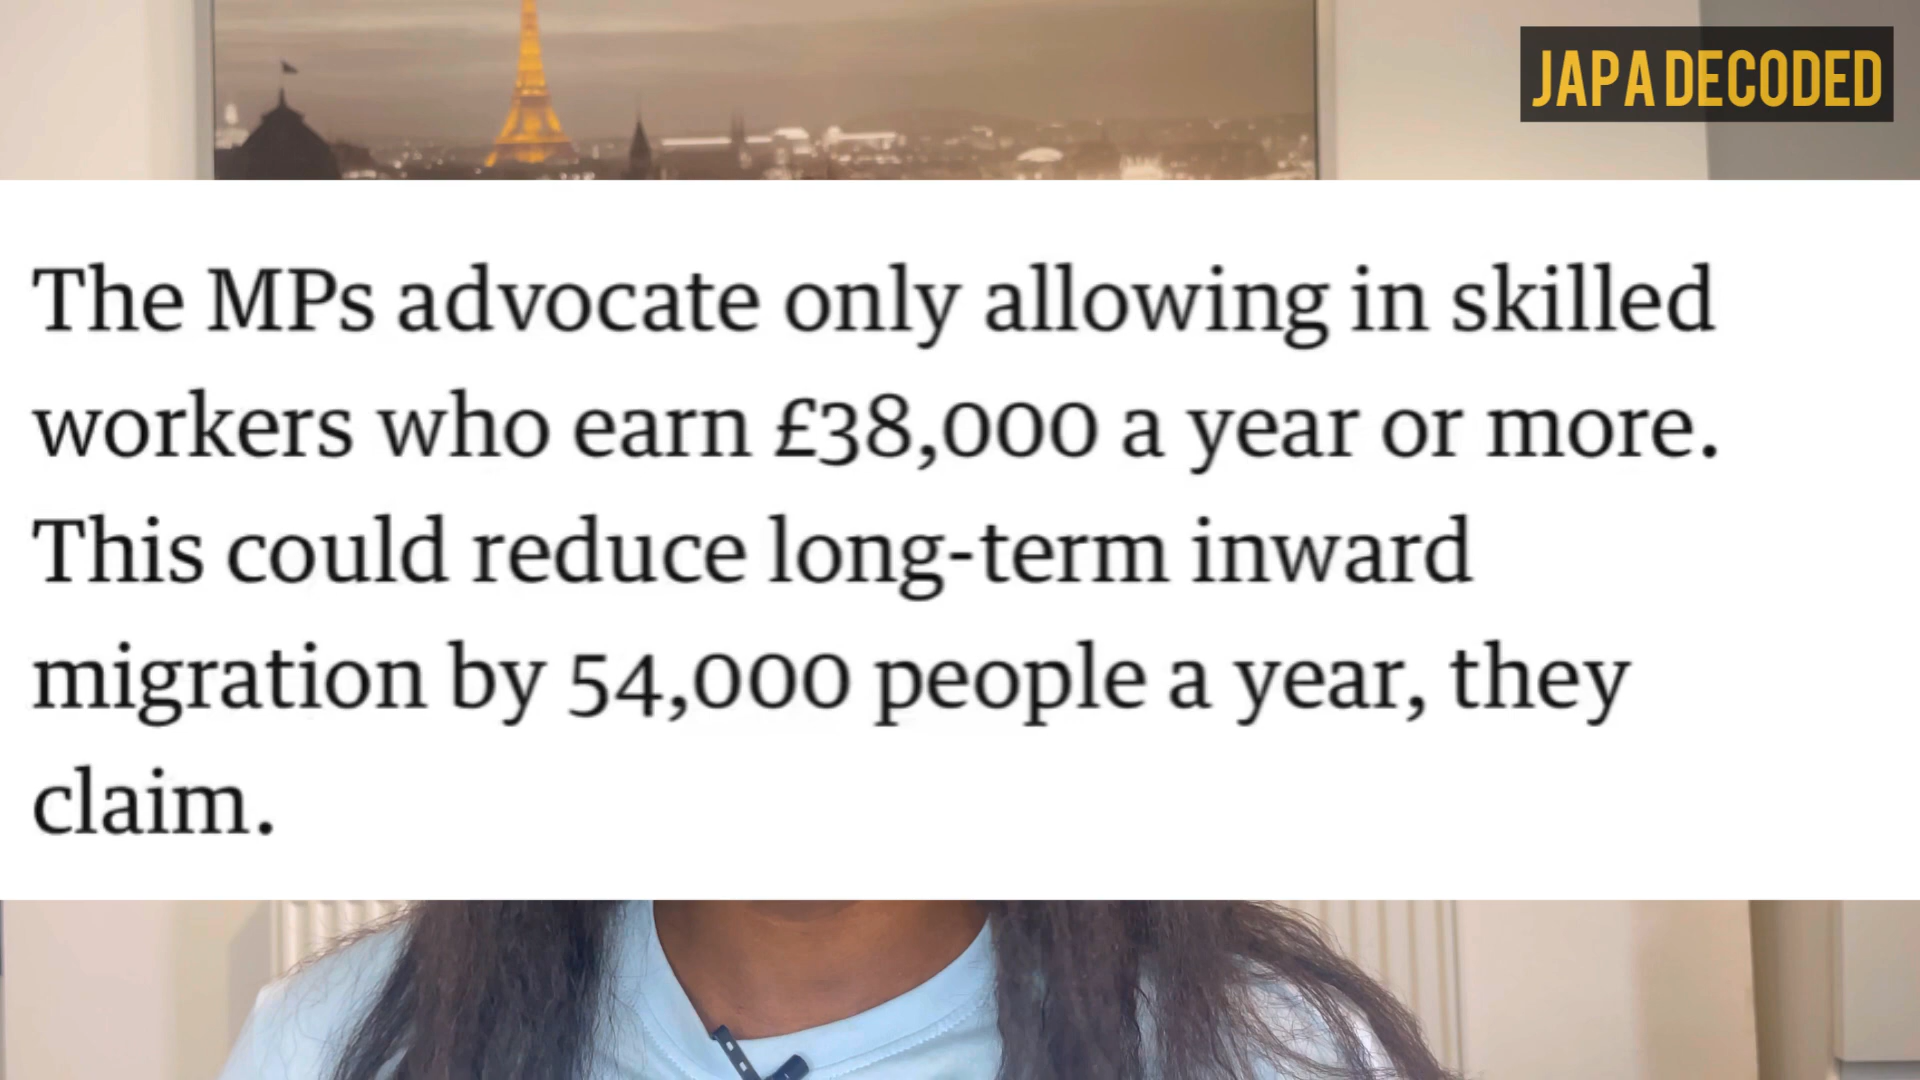 JAPA DECODED
The MPs advocate only allowing in skilled
workers who earn £38,000 a year or more.
This could reduce long-term inward
migration by 54,000 people a year, they
claim.